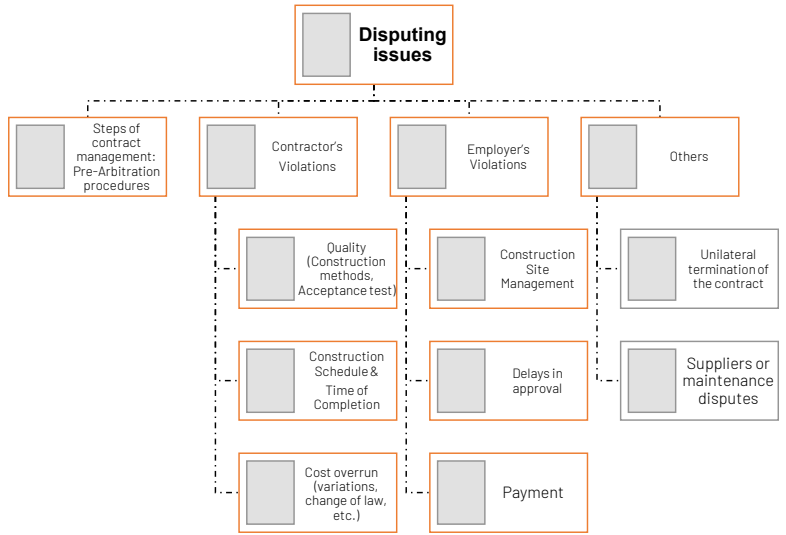 Disputing
issues
Steps of
contract
management:
Pre-Arbitration
procedures
Contractor's
Violations
Employer's
Violations
Others
Quality
(Construction
methods,
Acceptance test)
Construction
Site
Management
Unilateral
termination of
the contract
Construction
Schedule &
Time of
Completion
Delays in
approval
Suppliers or
maintenance
disputes
Cost overrun
(variations,
change of law,
etc.)
Payment